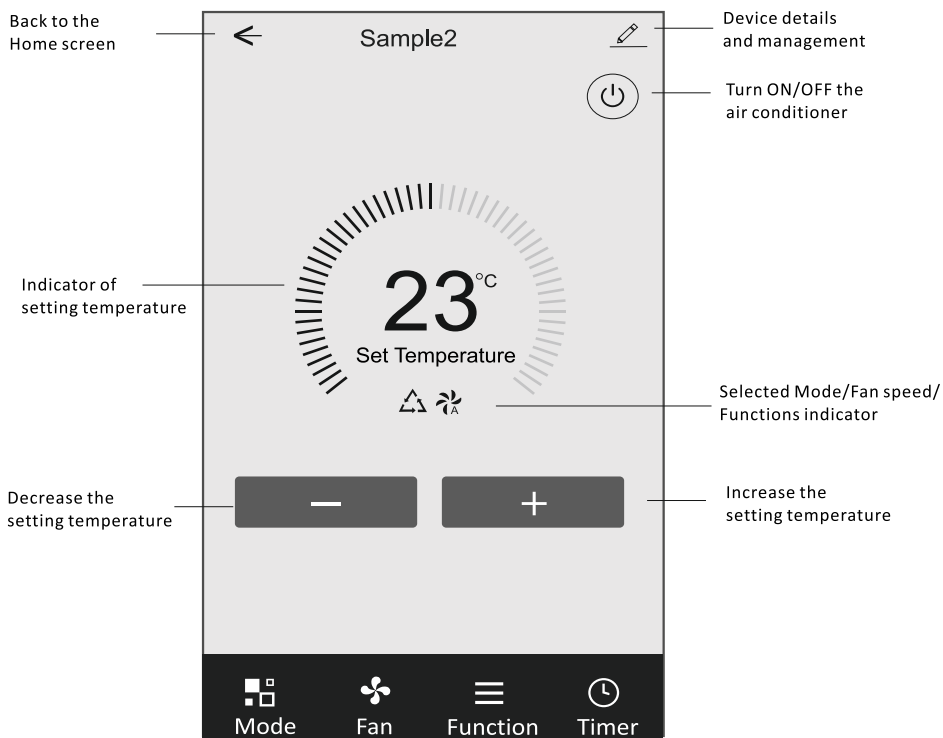 Back to the
Home screen
Sample2
Device details
and management
Turn ON/OFF the
air conditioner
Indicator of
setting temperature
23°C
Set Temperature
A
Selected Mode/Fan speed/
Functions indicator
Decrease the
setting temperature
−
+
Increase the
setting temperature
Mode
Fan
Function
Timer